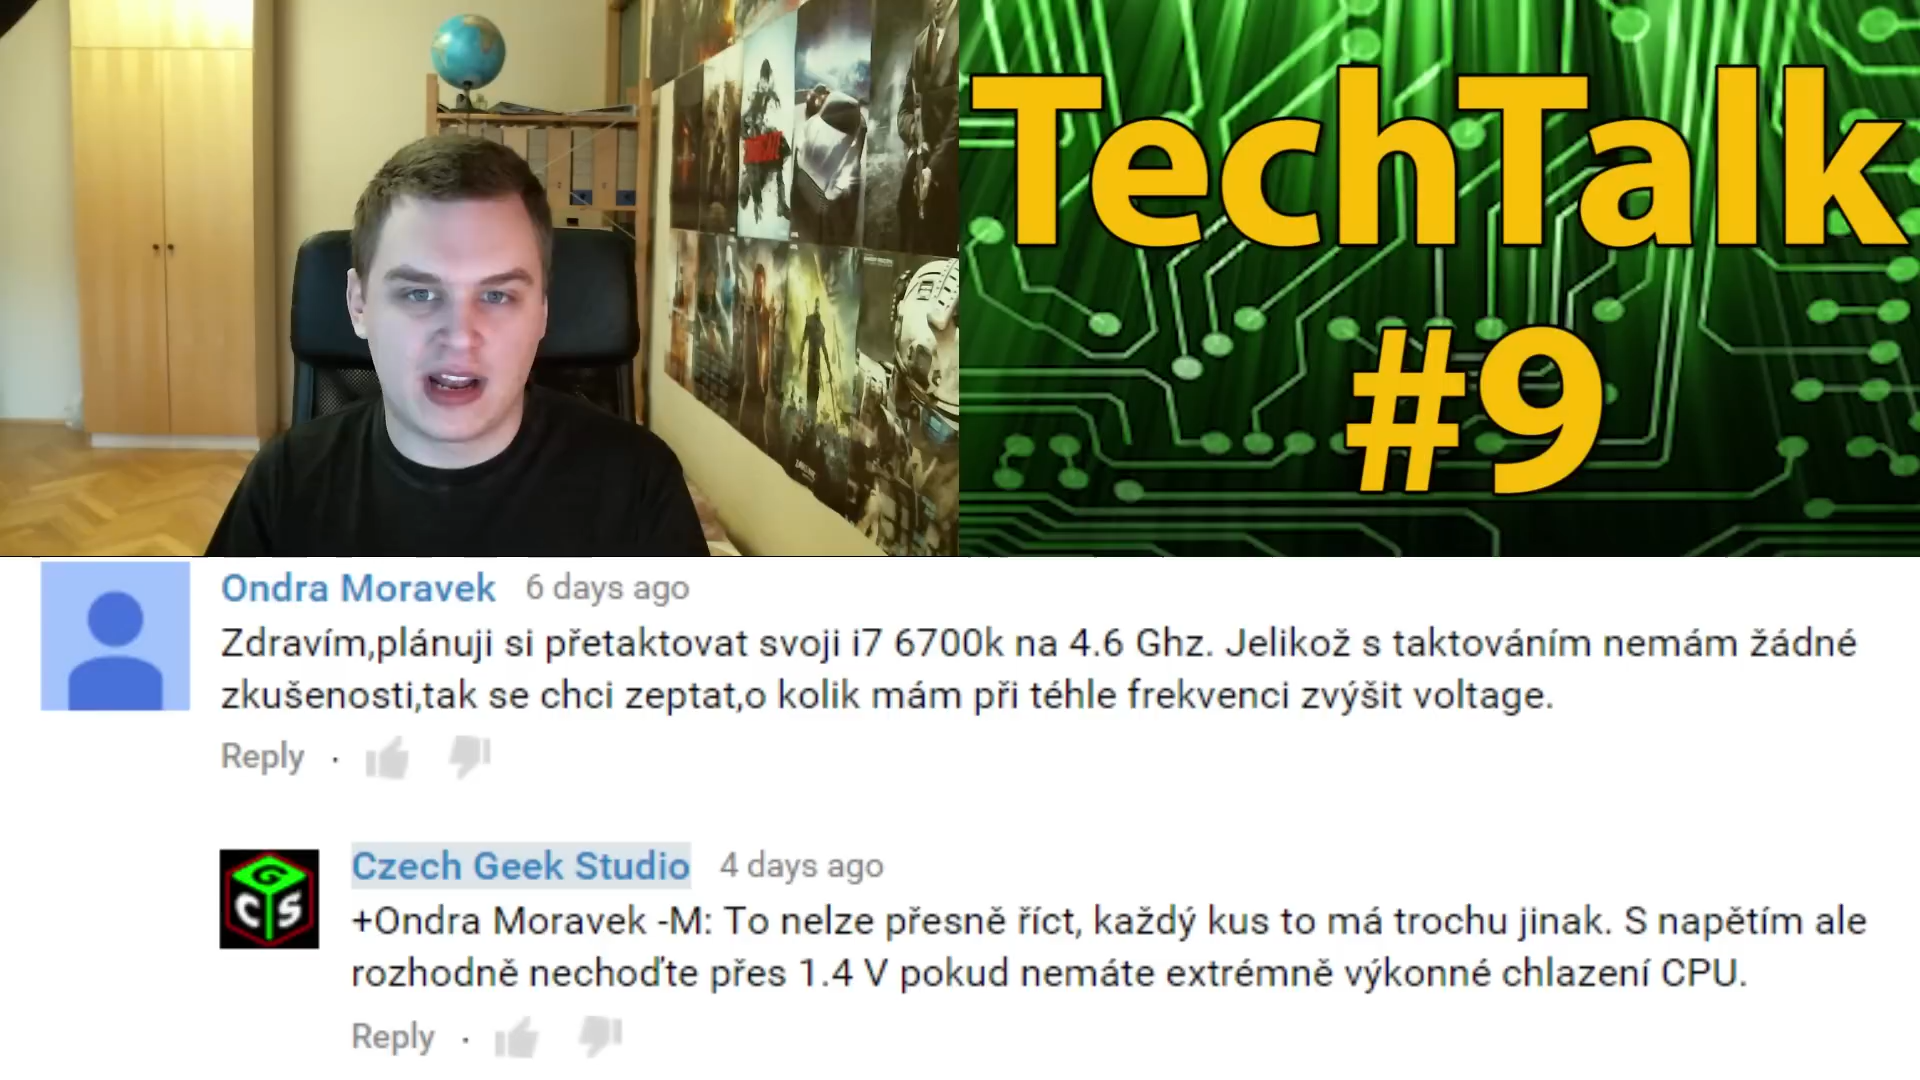 TechTalk
#9
Ondra Moravek 6 days ago
Zdravím,plánuji si přetaktovat svoji i7 6700k na 4.6 Ghz. Jelikož s taktováním nemám žádné
zkušenosti,tak se chci zeptat,o kolik mám při téhle frekvenci zvýšit voltage.
Reply ·
GCS
Czech Geek Studio 4 days ago
+Ondra Moravek -M: To nelze přesně říct, každý kus to má trochu jinak. S napětím ale
rozhodně nechoďte přes 1.4 V pokud nemáte extrémně výkonné chlazení CPU.
Reply ·